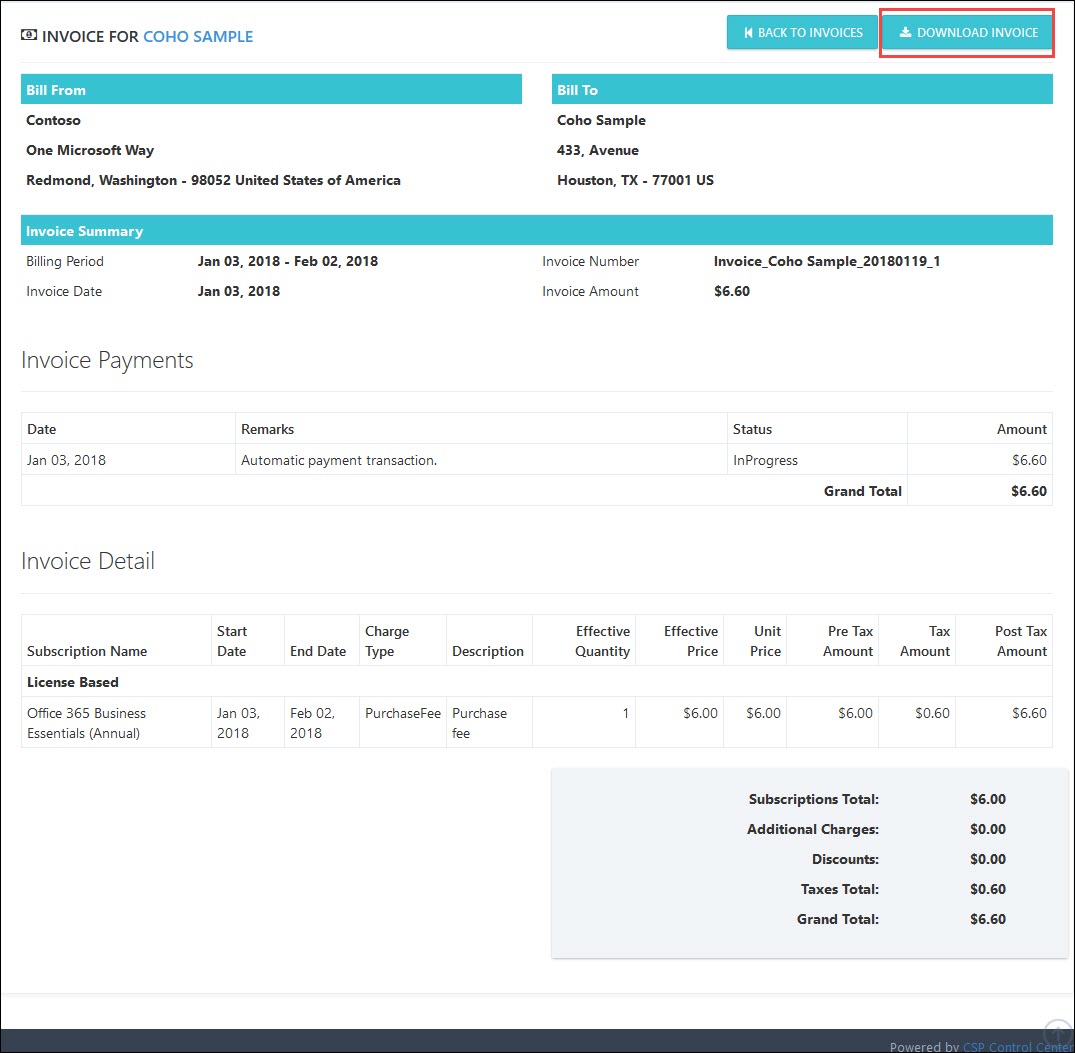 INVOICE FOR COHO SAMPLE
BACK TO INVOICES
DOWNLOAD INVOICE
Bill From
Contoso
One Microsoft Way
Redmond, Washington - 98052 United States of America
Bill To
Coho Sample
433, Avenue
Houston, TX - 77001 US
Invoice Summary
Billing Period Jan 03, 2018 - Feb 02, 2018 Invoice Number Invoice_Coho Sample_20180119_1
Invoice Date Jan 03, 2018 Invoice Amount $6.60
Invoice Payments
Date Remarks Status Amount
Jan 03, 2018 Automatic payment transaction. InProgress $6.60
Grand Total $6.60
Invoice Detail
Subscription Name Start Date End Date Charge Type Description Effective Quantity Effective Price Unit Price Pre Tax Amount Tax Amount Post Tax Amount
License Based
Office 365 Business Essentials (Annual) Jan 03, 2018 Feb 02, 2018 PurchaseFee Purchase fee 1 $6.00 $6.00 $6.00 $0.60 $6.60
Subscriptions Total: $6.00
Additional Charges: $0.00
Discounts: $0.00
Taxes Total: $0.60
Grand Total: $6.60
Powered by CSP Control Center